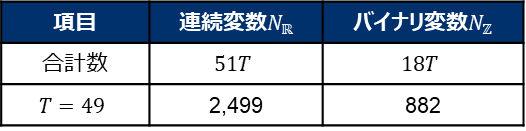 項目 連続変数N_ℝ バイナリ変数N_ℤ
合計数 51T 18T
T = 49 2,499 882